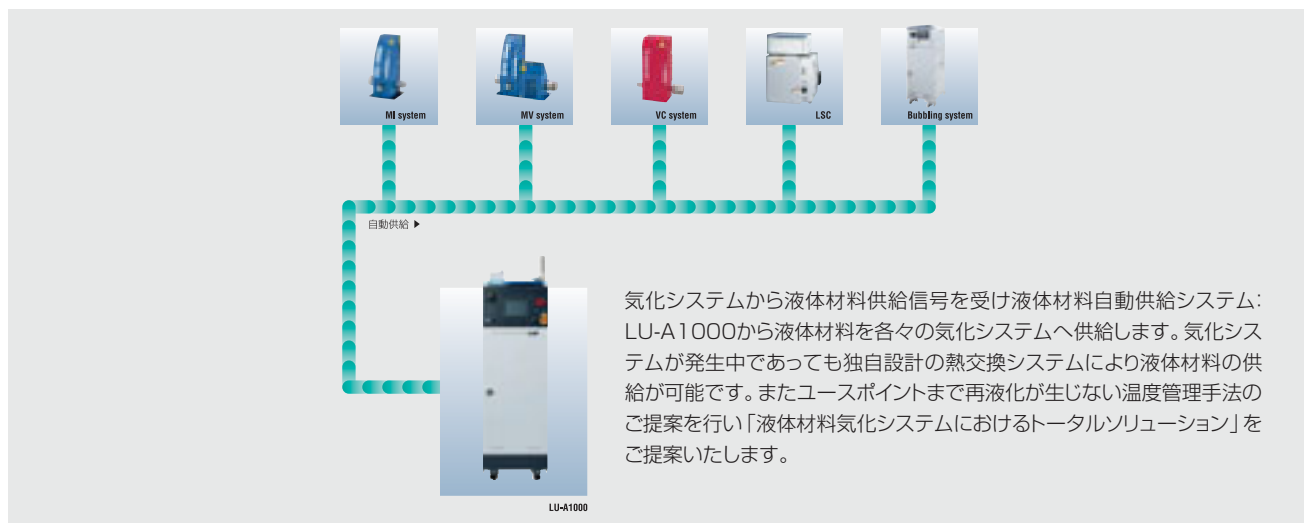 MI system
MV system
VC system
LSC
Bubbling system
自動供給 ▶
気化システムから液体材料供給信号を受け液体材料自動供給システム:
LU-A1000から液体材料を各々の気化システムへ供給します。気化シス
テムが発生中であっても独自設計の熱交換システムにより液体材料の供
給が可能です。またユースポイントまで再液化が生じない温度管理手法の
ご提案を行い「液体材料気化システムにおけるトータルソリューション」を
ご提案いたします。
LU-A1000